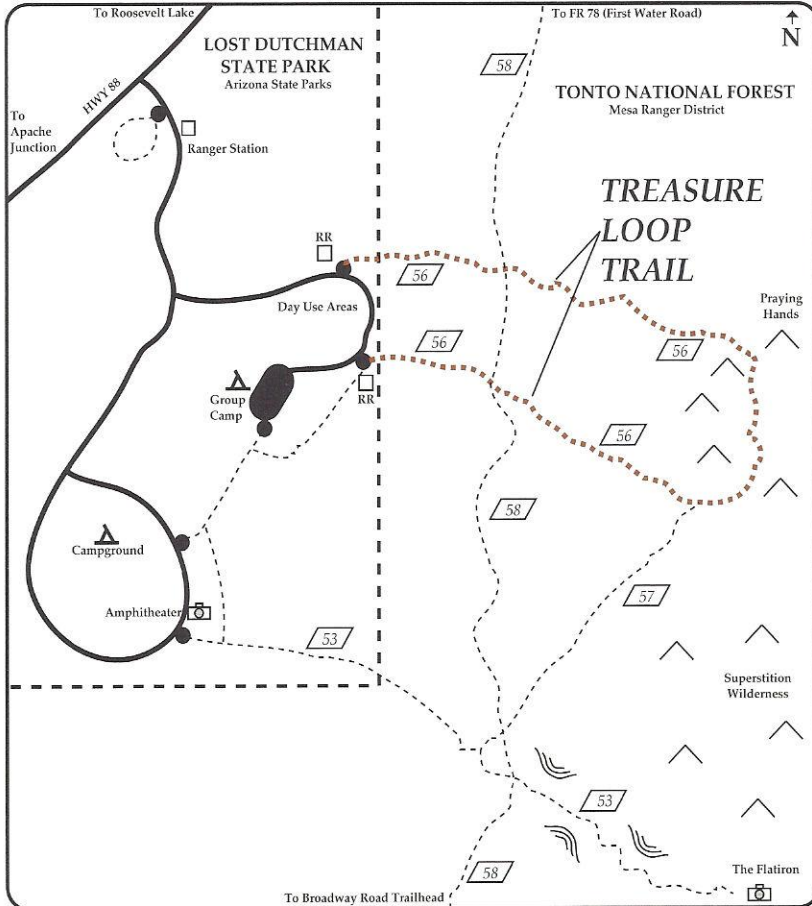 To Roosevelt Lake
To FR 78 (First Water Road)
N
LOST DUTCHMAN
STATE PARK
Arizona State Parks
HWY 88
58
TONTO NATIONAL FOREST
Mesa Ranger District
To
Apache
Junction
Ranger Station
TREASURE
LOOP
TRAIL
RR
56
Day Use Areas
Praying
Hands
56
56
Group
Camp
RR
56
58
Campground
57
Amphitheater
53
Superstition
Wilderness
53
The Flatiron
58
To Broadway Road Trailhead